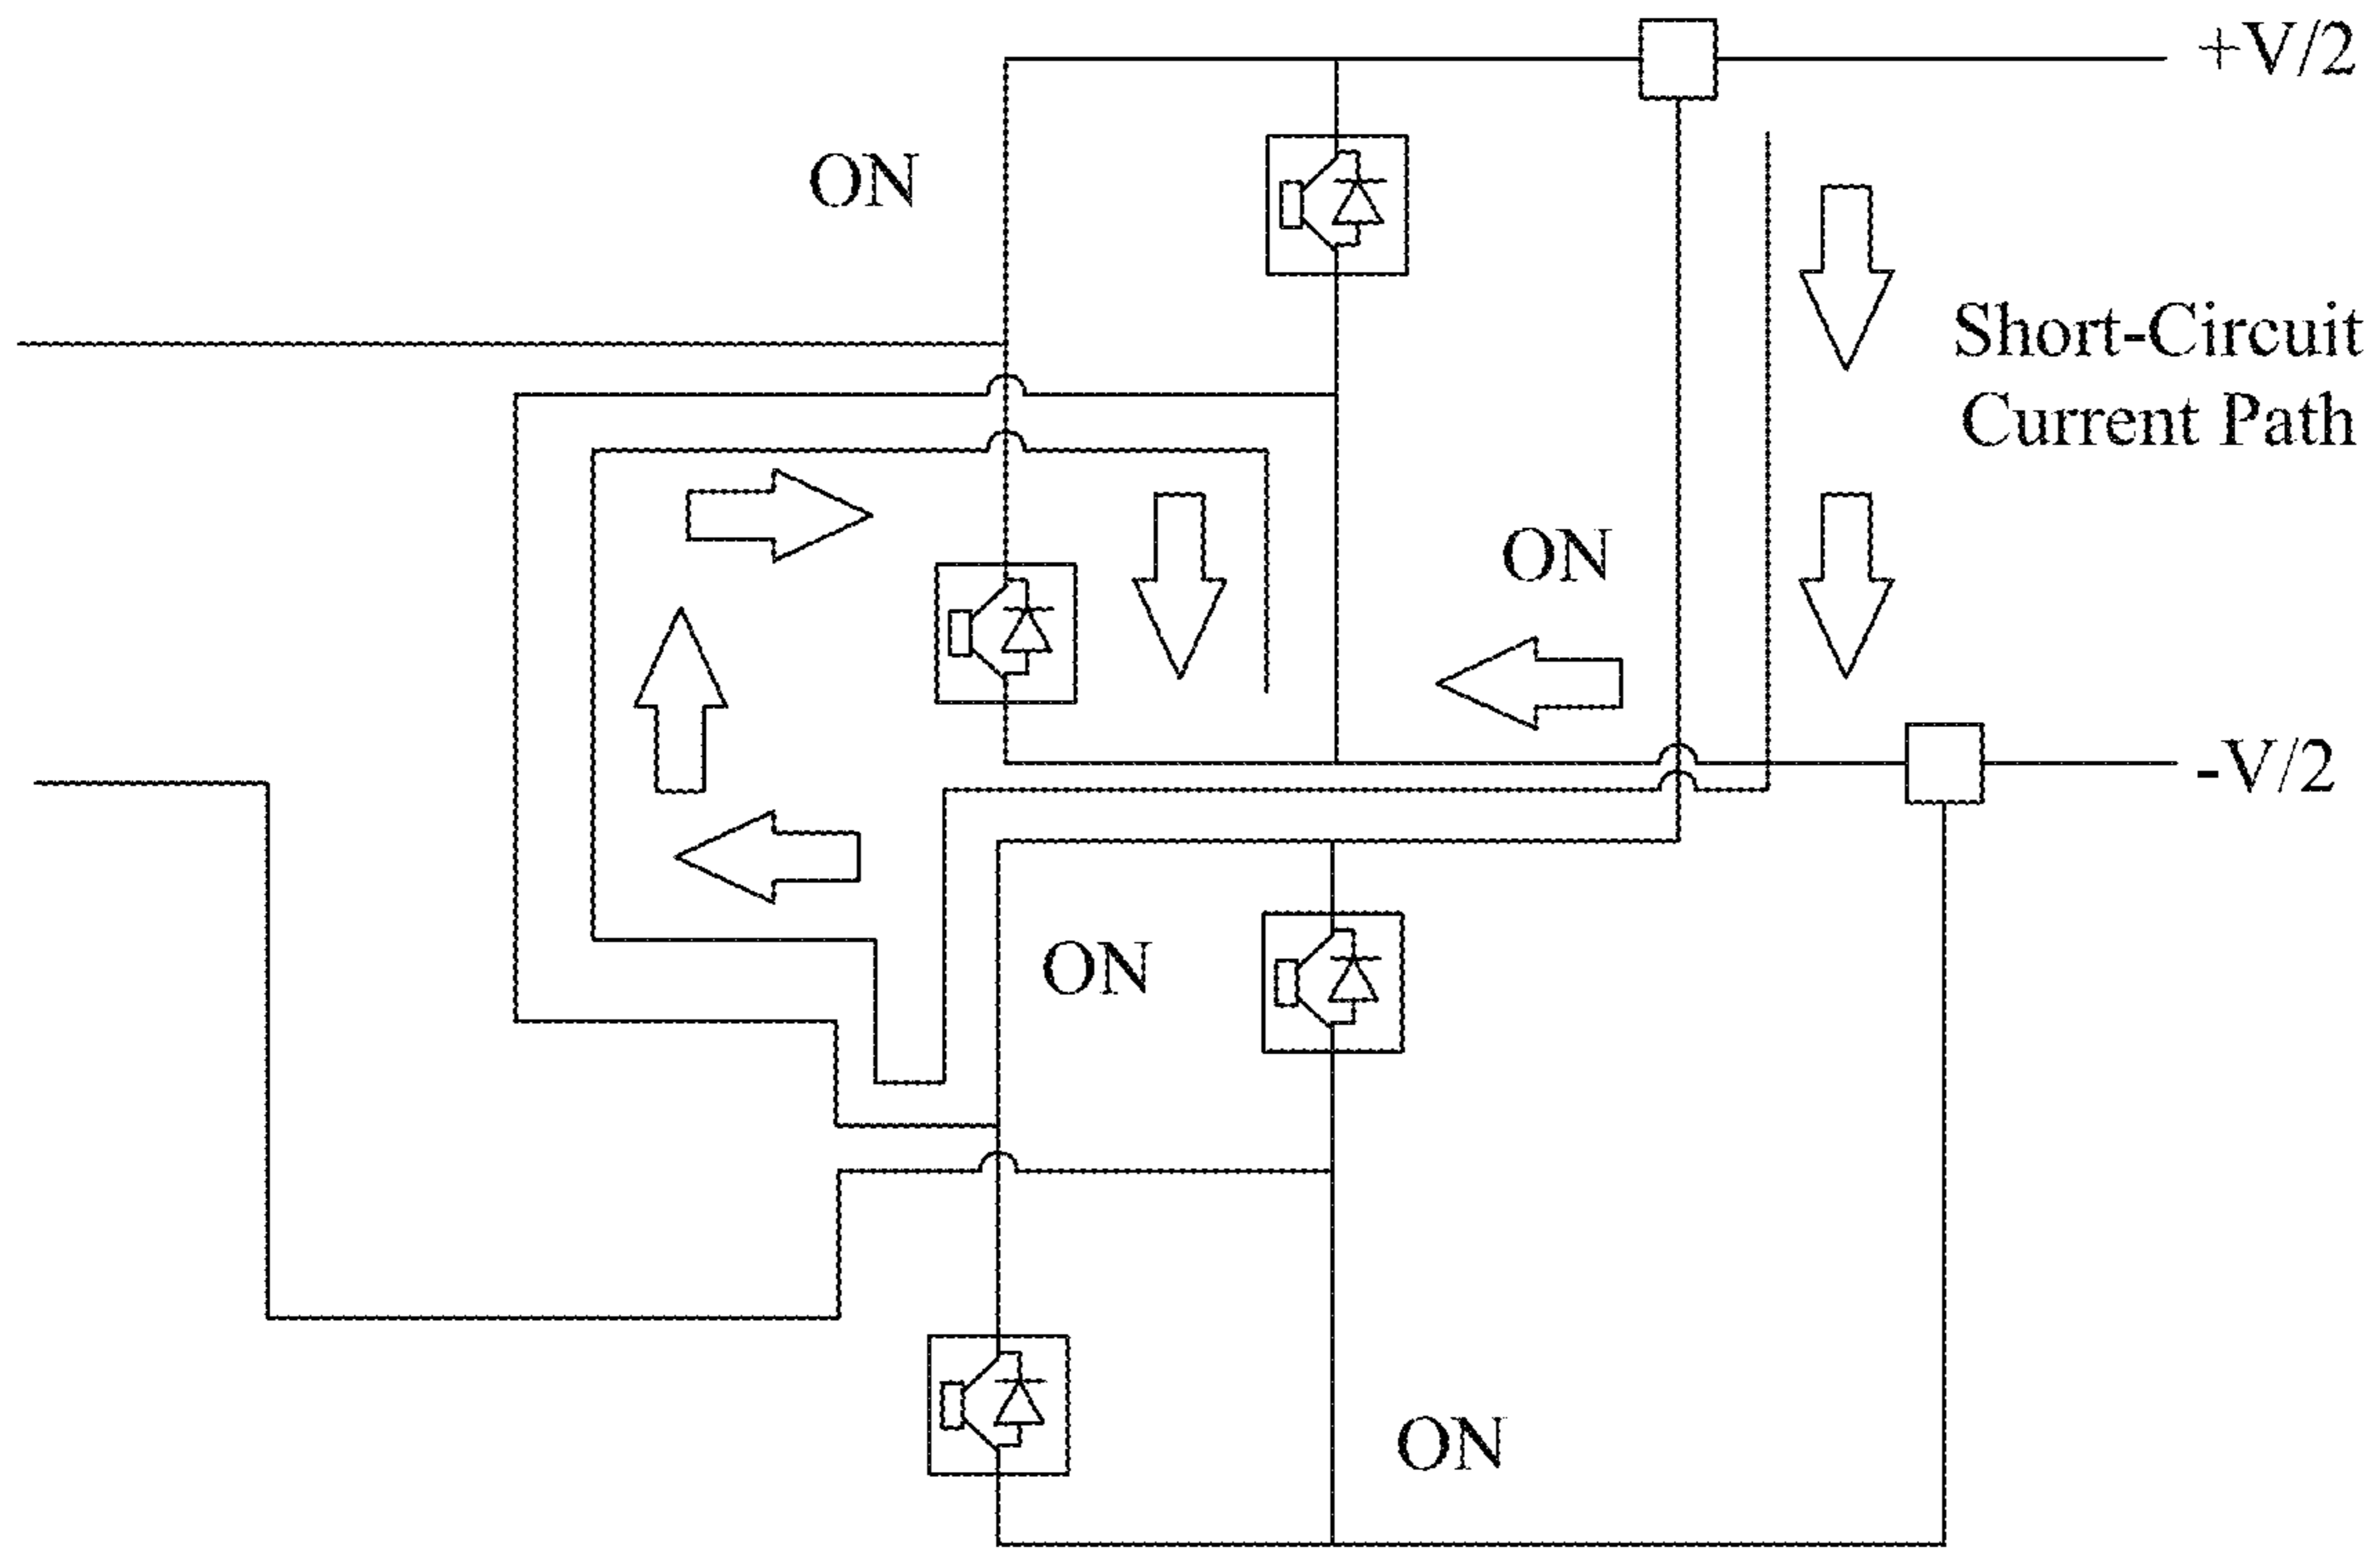 +V/2
ON
Short-Circuit
Current Path
ON
-V/2
ON
ON